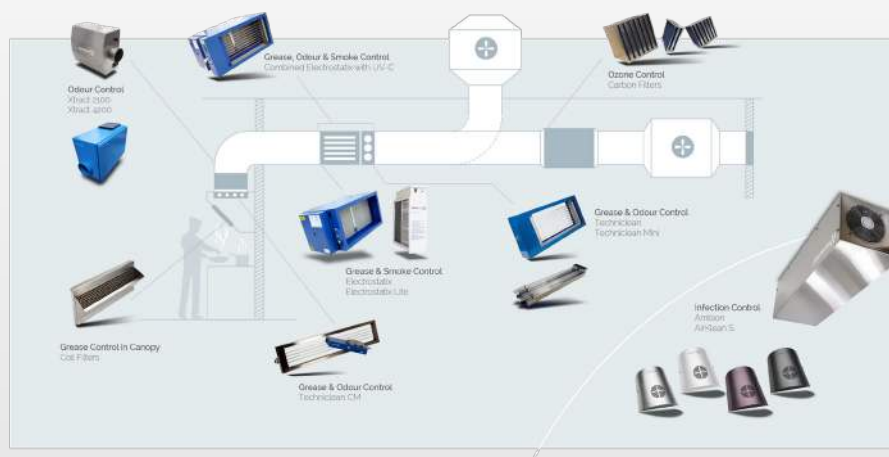 Odour Control
Xtract 2100
Xtract 4200
Grease, Odour & Smoke Control
Combined Electrostatix with UV-C
Ozone Control
Carbon Filters
Grease & Smoke Control
Electrostatix
Electrostatix Lite
Grease & Odour Control
Techniclean
Techniclean Mini
Infection Control
Grease Control in Canopy
Coil Filters
Grease & Odour Control
Techniclean CM